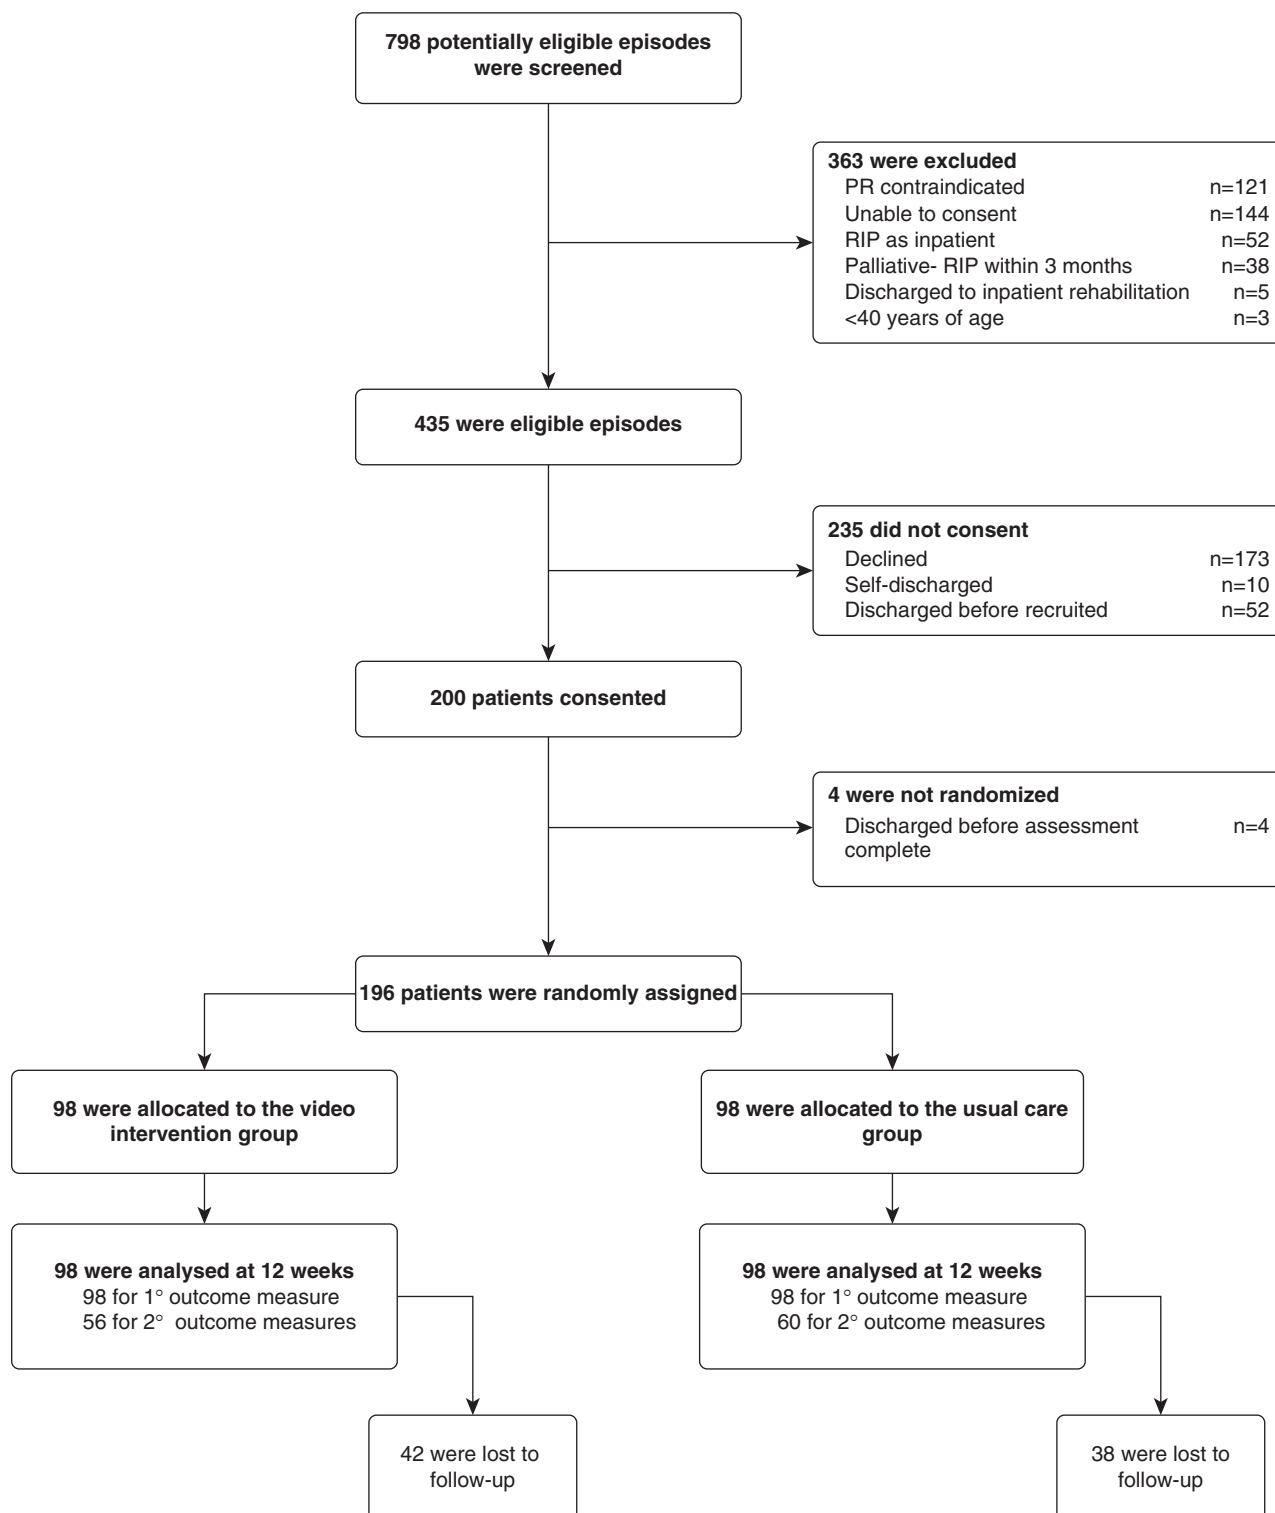 798 potentially eligible episodes
were screened
363 were excluded
PR contraindicated n=121
Unable to consent n=144
RIP as inpatient n=52
Palliative- RIP within 3 months n=38
Discharged to inpatient rehabilitation n=5
<40 years of age n=3
435 were eligible episodes
235 did not consent
Declined n=173
Self-discharged n=10
Discharged before recruited n=52
200 patients consented
4 were not randomized
Discharged before assessment n=4
complete
196 patients were randomly assigned
98 were allocated to the video
intervention group
98 were allocated to the usual care
group
98 were analysed at 12 weeks
98 for 1° outcome measure
56 for 2° outcome measures
98 were analysed at 12 weeks
98 for 1° outcome measure
60 for 2° outcome measures
42 were lost to
follow-up
38 were lost to
follow-up